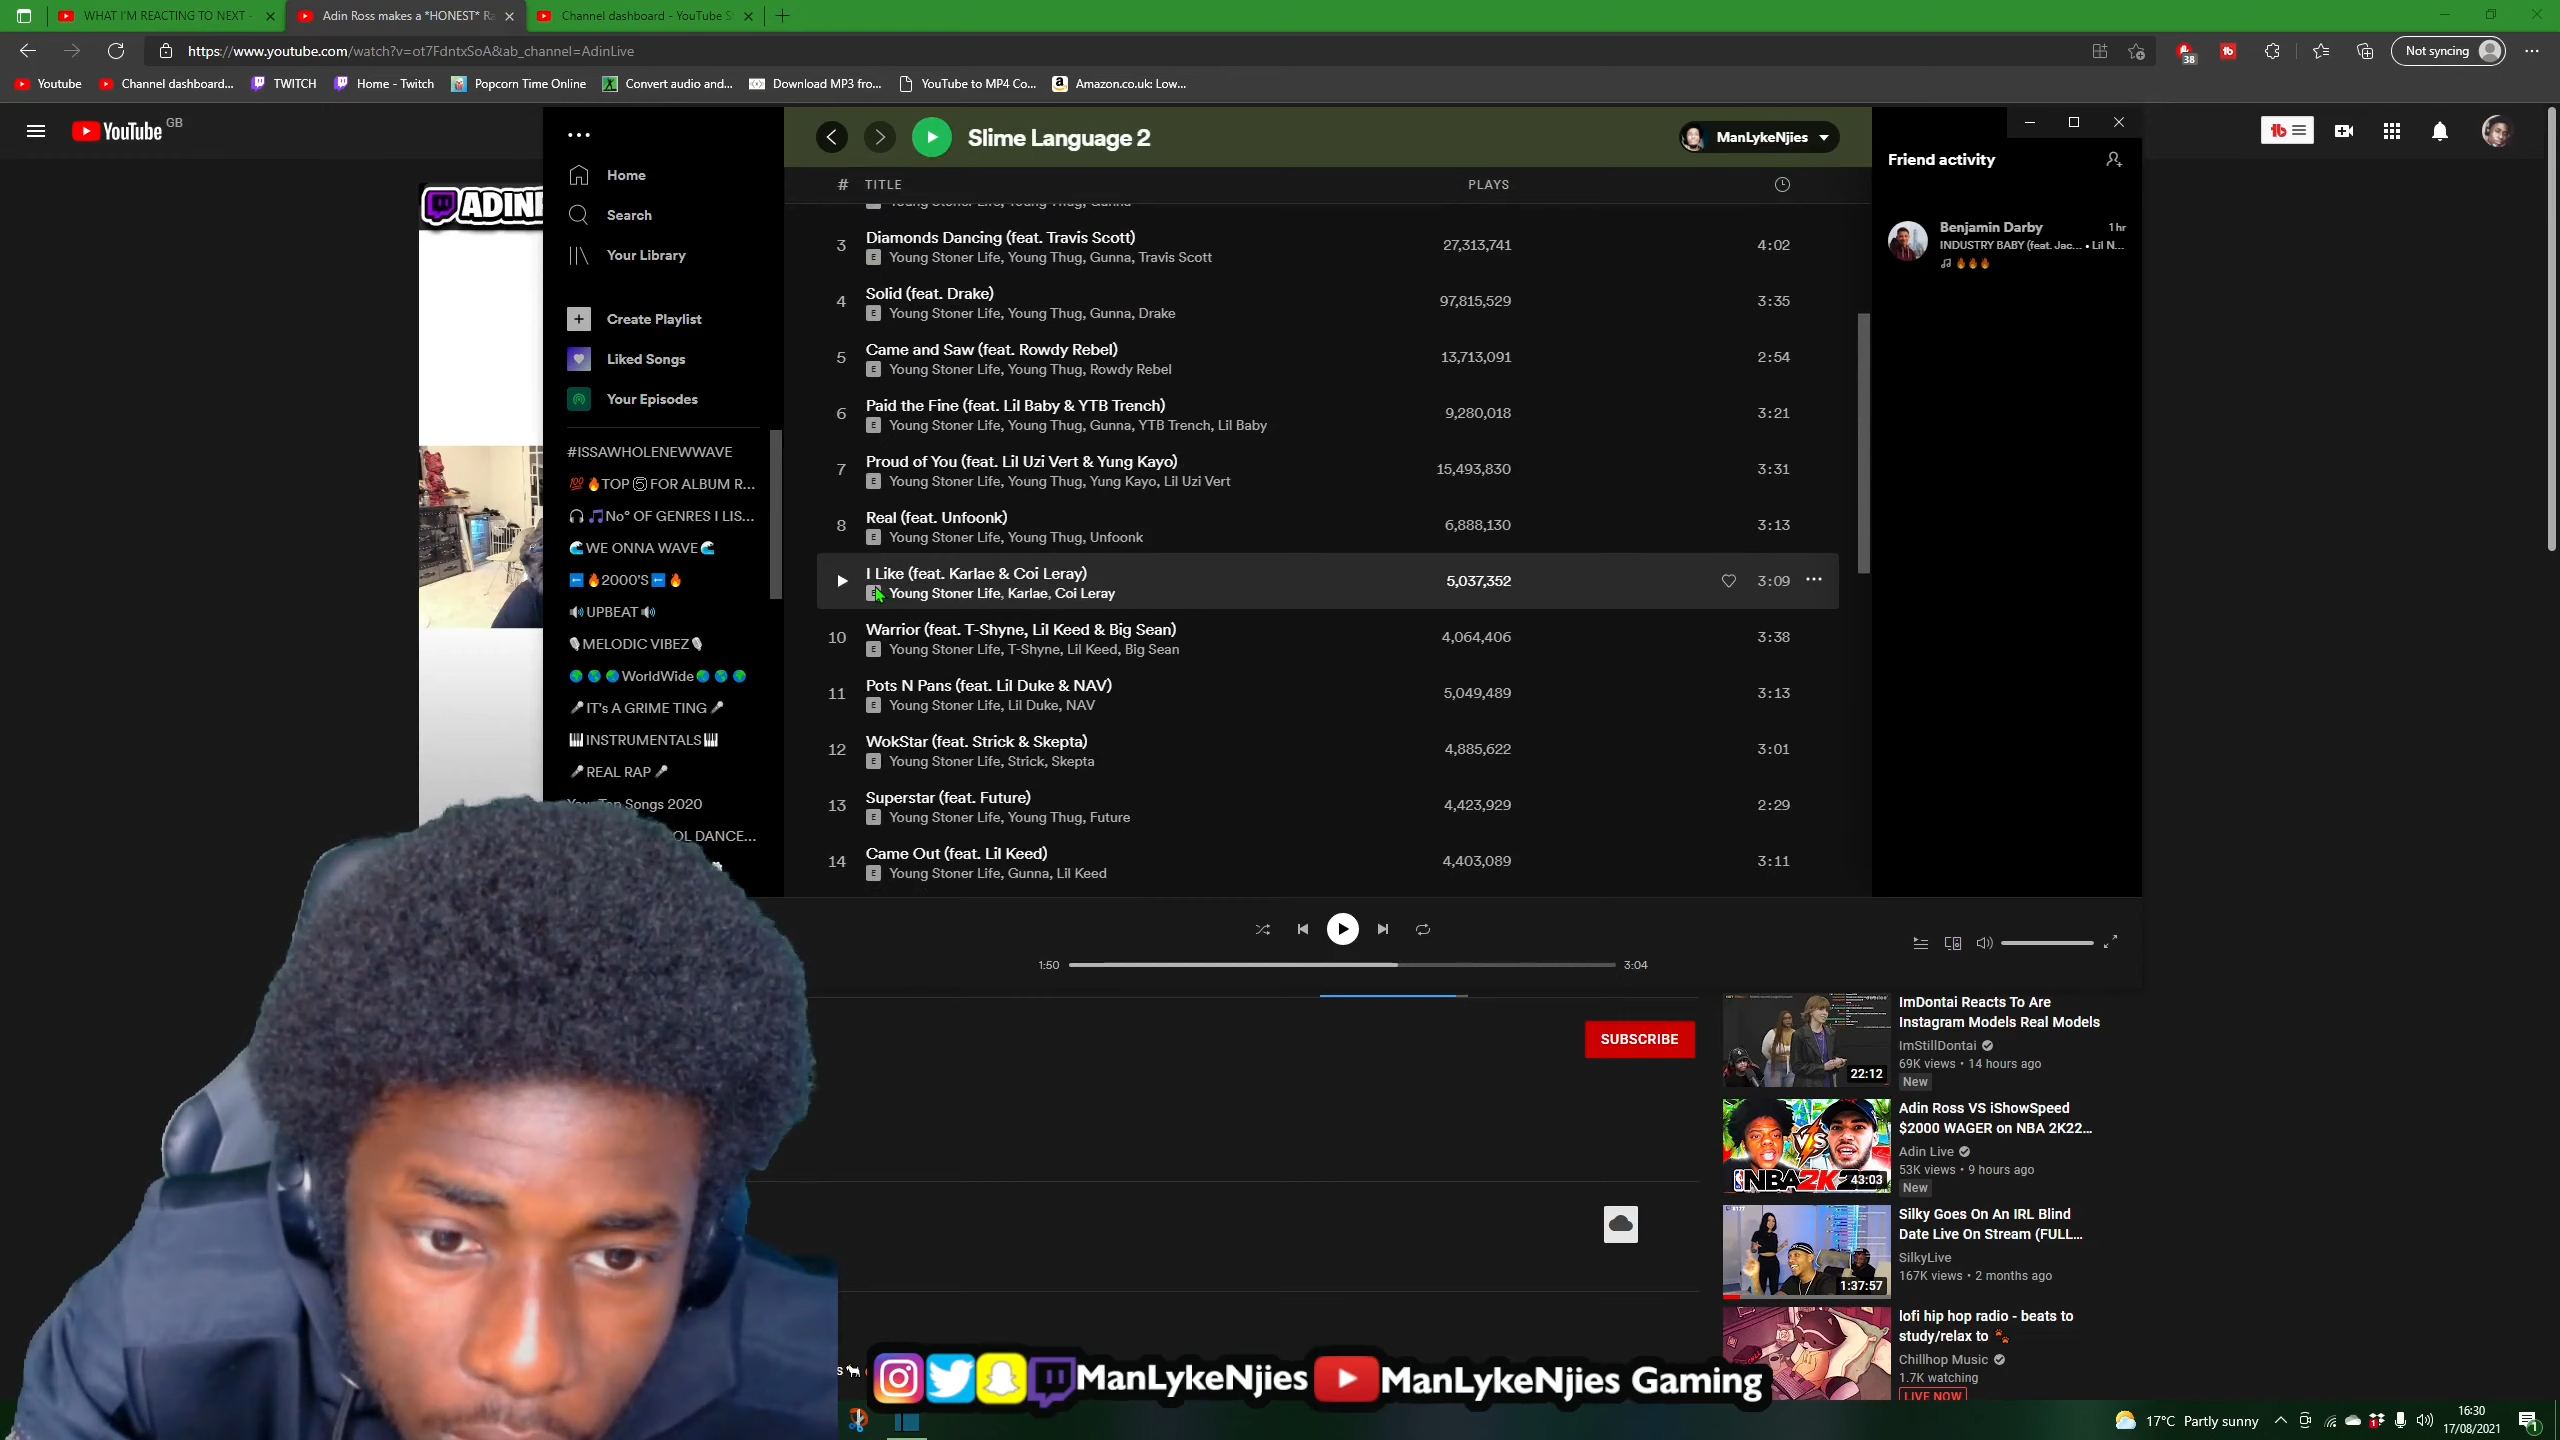 WHAT I'M REACTING TO NEXT -
Adin Ross makes a *HONEST* Ra
Channel dashboard - YouTube S
https://www.youtube.com/watch?v=ot7FdntxSoA&ab_channel=AdinLive
38
Not syncing
Youtube
Channel dashboard...
TWITCH
Home - Twitch
Popcorn Time Online
Convert audio and...
Download MP3 from...
YouTube to MP4 Co...
Amazon.co.uk: Low...
YouTube GB
ADIN
Home
Search
Your Library
Create Playlist
Liked Songs
Your Episodes
#ISSAWHOLENEWWAVE
💯🔥TOP 5 FOR ALBUM R...
🎧🎵No° OF GENRES I LIS...
🌊WE ONNA WAVE🌊
⬅️🔥2000'S⬅️🔥
🔊UPBEAT🔊
🎙️MELODIC VIBEZ🎙️
🌍🌎🌏WorldWide🌏🌎🌍
🎤IT's A GRIME TING🎤
🎹INSTRUMENTALS🎹
🎤REAL RAP🎤
Your Top Songs 2020
OL DANCE...
Slime Language 2
ManLykeNjies
# TITLE PLAYS
Young Stoner Life, Young Thug, Gunna
3 Diamonds Dancing (feat. Travis Scott) 27,313,741 4:02
E Young Stoner Life, Young Thug, Gunna, Travis Scott
4 Solid (feat. Drake) 97,815,529 3:35
E Young Stoner Life, Young Thug, Gunna, Drake
5 Came and Saw (feat. Rowdy Rebel) 13,713,091 2:54
E Young Stoner Life, Young Thug, Rowdy Rebel
6 Paid the Fine (feat. Lil Baby & YTB Trench) 9,280,018 3:21
E Young Stoner Life, Young Thug, Gunna, YTB Trench, Lil Baby
7 Proud of You (feat. Lil Uzi Vert & Yung Kayo) 15,493,830 3:31
E Young Stoner Life, Young Thug, Yung Kayo, Lil Uzi Vert
8 Real (feat. Unfoonk) 6,888,130 3:13
E Young Stoner Life, Young Thug, Unfoonk
I Like (feat. Karlae & Coi Leray) 5,037,352 3:09
E Young Stoner Life, Karlae, Coi Leray
10 Warrior (feat. T-Shyne, Lil Keed & Big Sean) 4,064,406 3:38
E Young Stoner Life, T-Shyne, Lil Keed, Big Sean
11 Pots N Pans (feat. Lil Duke & NAV) 5,049,489 3:13
E Young Stoner Life, Lil Duke, NAV
12 WokStar (feat. Strick & Skepta) 4,885,622 3:01
E Young Stoner Life, Strick, Skepta
13 Superstar (feat. Future) 4,423,929 2:29
E Young Stoner Life, Young Thug, Future
14 Came Out (feat. Lil Keed) 4,403,089 3:11
E Young Stoner Life, Gunna, Lil Keed
Friend activity
Benjamin Darby 1 hr
INDUSTRY BABY (feat. Jac... • Lil N...
🔥🔥🔥
1:50
3:04
SUBSCRIBE
ImDontai Reacts To Are
Instagram Models Real Models
ImStillDontai
69K views • 14 hours ago
New
22:12
Adin Ross VS iShowSpeed
$2000 WAGER on NBA 2K22...
Adin Live
53K views • 9 hours ago
New
VS
NBA2K2
43:03
Silky Goes On An IRL Blind
Date Live On Stream (FULL...
SilkyLive
167K views • 2 months ago
1:37:57
lofi hip hop radio - beats to
study/relax to 🐾
Chillhop Music
1.7K watching
LIVE NOW
ManLykeNjies
ManLykeNjies Gaming
17°C Partly sunny
16:30
17/08/2021
1